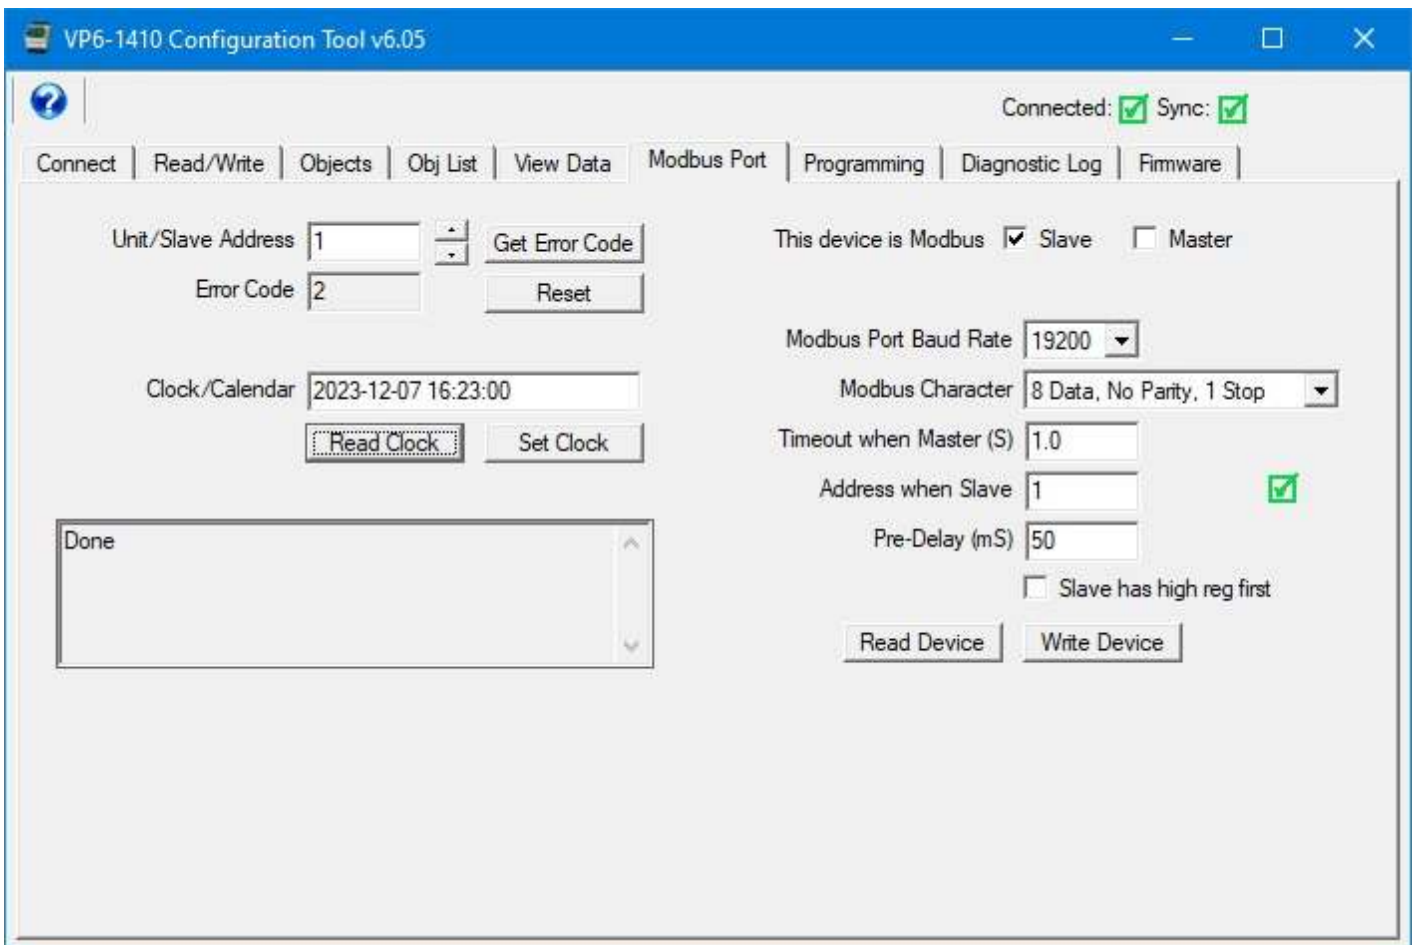 VP6-1410 Configuration Tool v6.05
Connected: Sync:
Connect Read/Write Objects Obj List View Data Modbus Port Programming Diagnostic Log Firmware
Unit/Slave Address 1 Get Error Code This device is Modbus Slave Master
Error Code 2 Reset
Modbus Port Baud Rate 19200
Clock/Calendar 2023-12-07 16:23:00 Modbus Character 8 Data, No Parity, 1 Stop
Read Clock Set Clock Timeout when Master (S) 1.0
Address when Slave 1
Done Pre-Delay (mS) 50
Slave has high reg first
Read Device Write Device